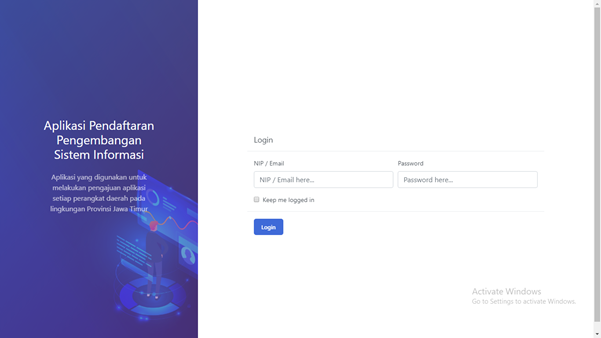 Aplikasi Pendaftaran
Pengembangan
Sistem Informasi
Aplikasi yang digunakan untuk
melakukan pengajuan aplikasi
setiap perangkat daerah pada
lingkungan Provinsi Jawa Timur
Login
NIP / Email
Password
NIP / Email here...
Password here...
Keep me logged in
Login
Activate Windows
Go to Settings to activate Windows.